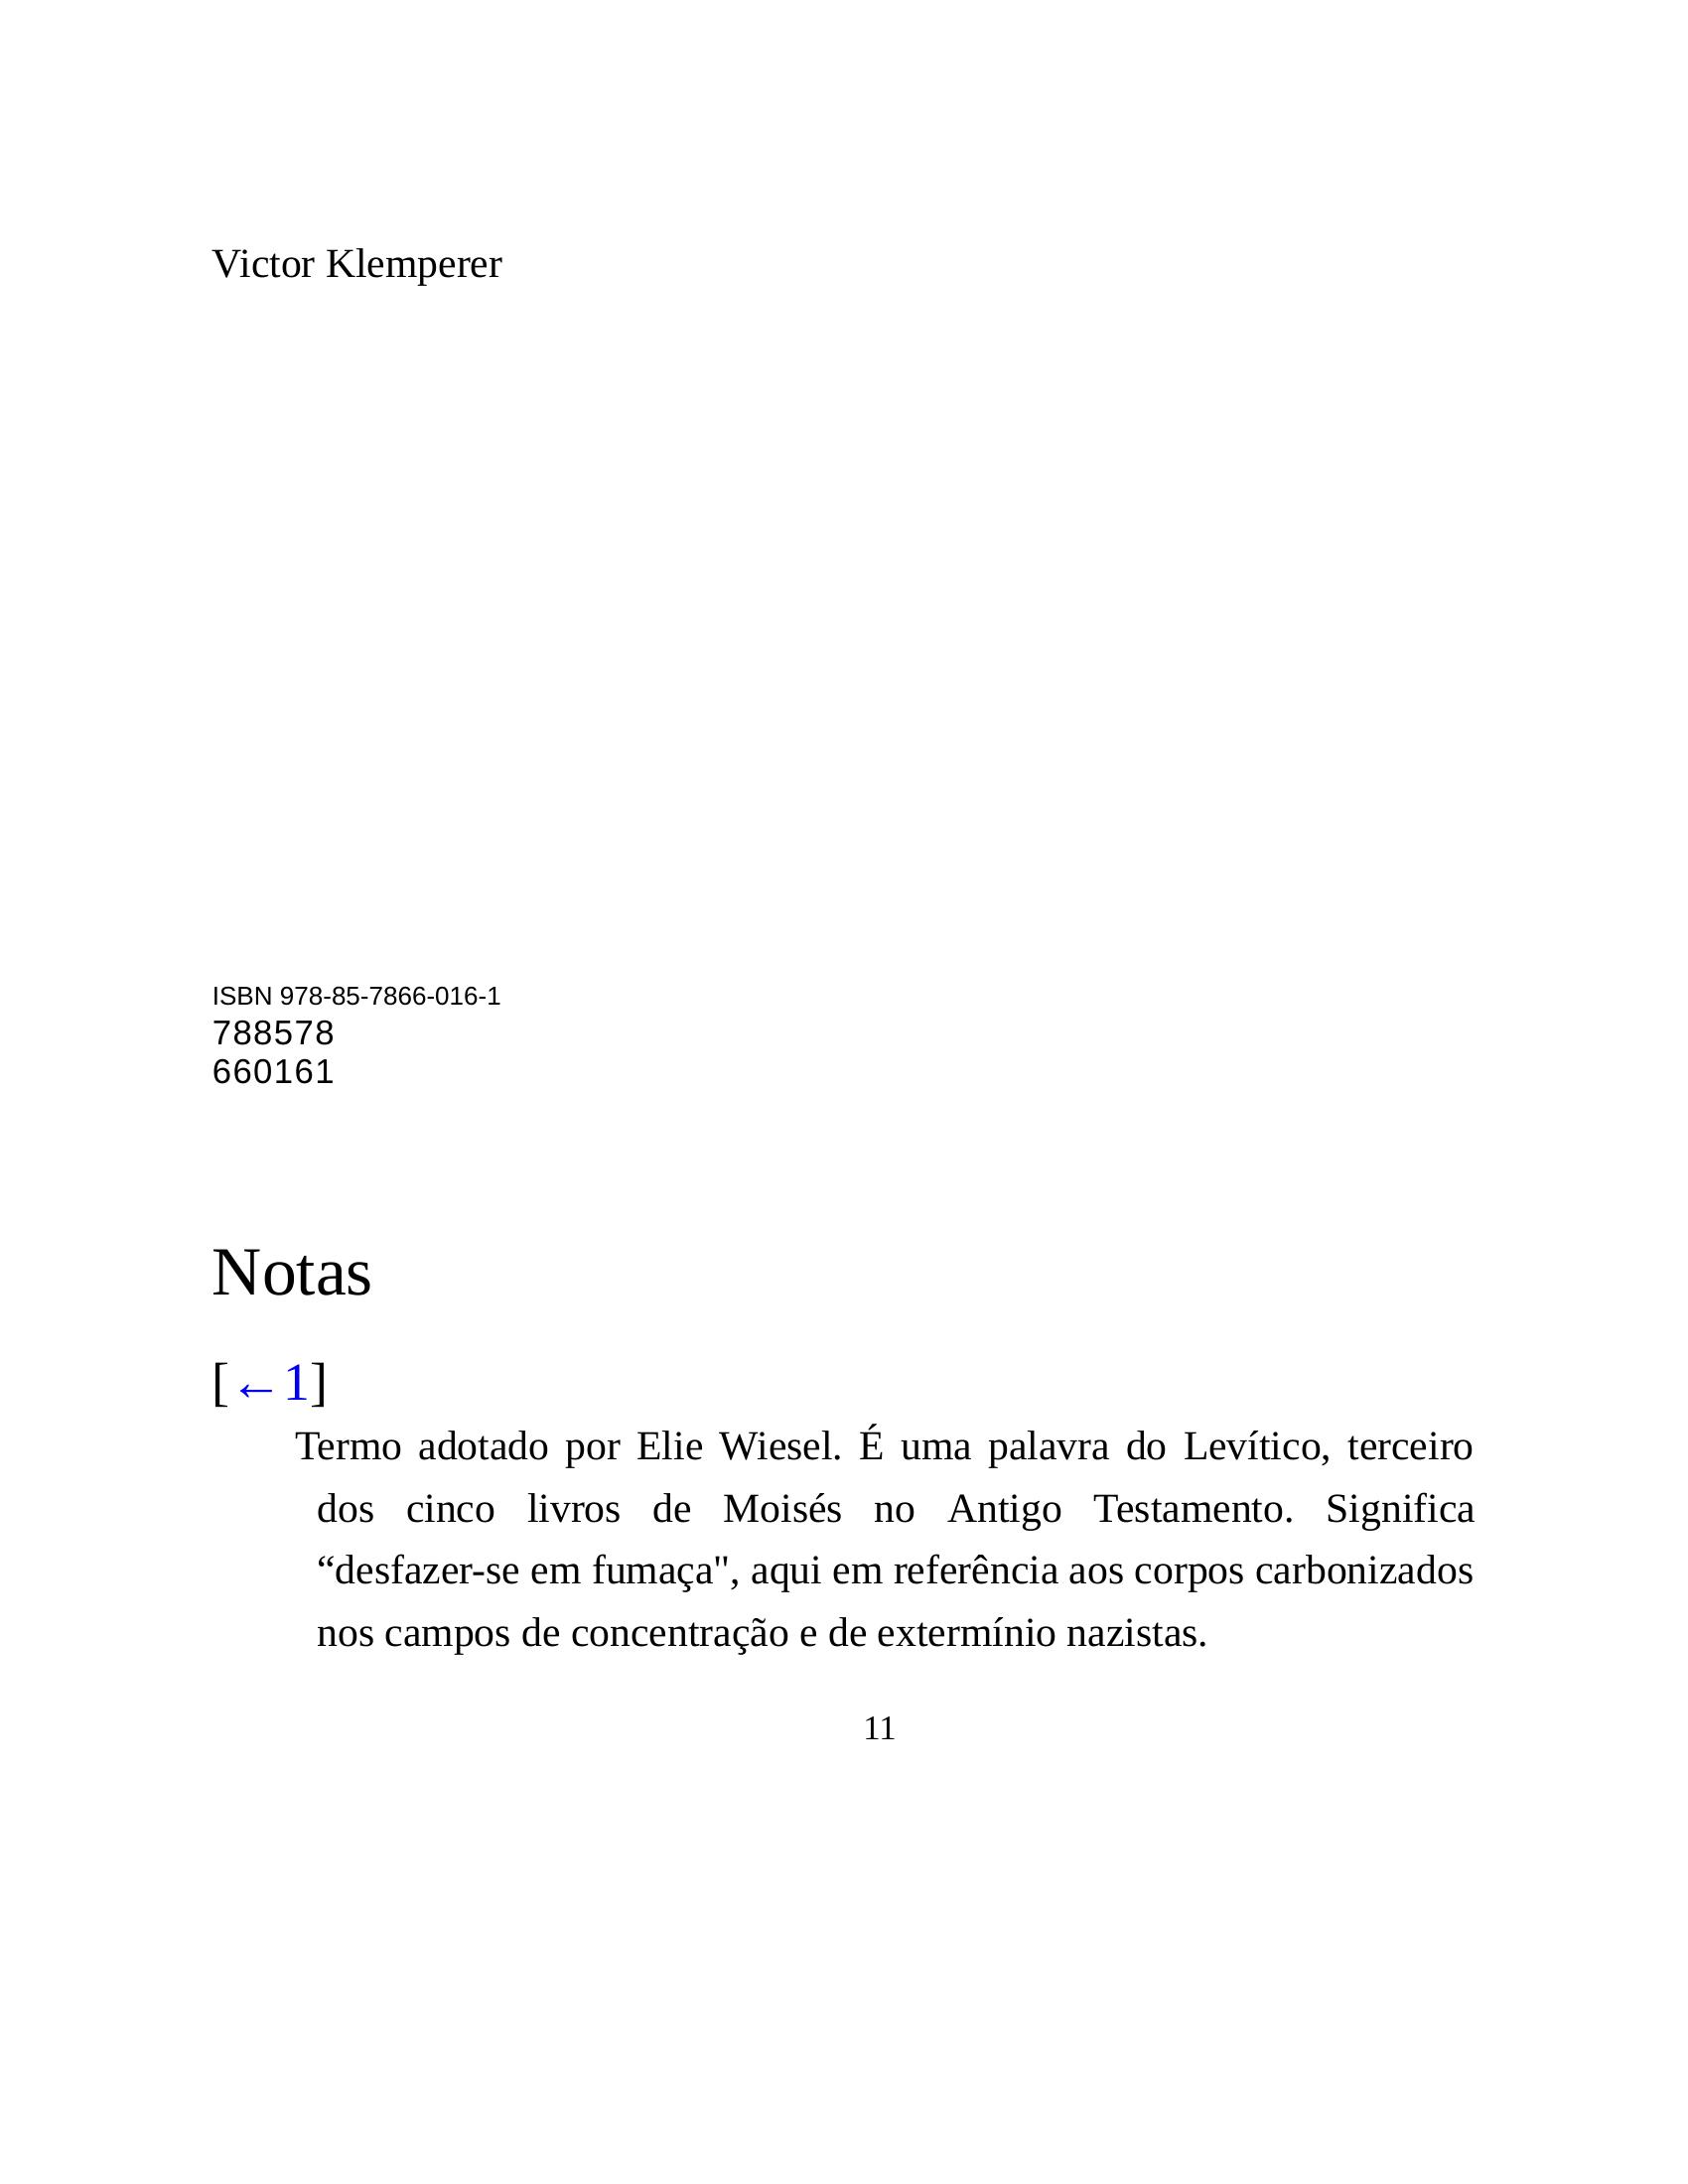 Victor Klemperer
ISBN 978-85-7866-016-1
788578
660161
Notas
[←1]
Termo adotado por Elie Wiesel. É uma palavra do Levítico, terceiro
dos cinco livros de Moisés no Antigo Testamento. Significa
“desfazer-se em fumaça", aqui em referência aos corpos carbonizados
nos campos de concentração e de extermínio nazistas.
11